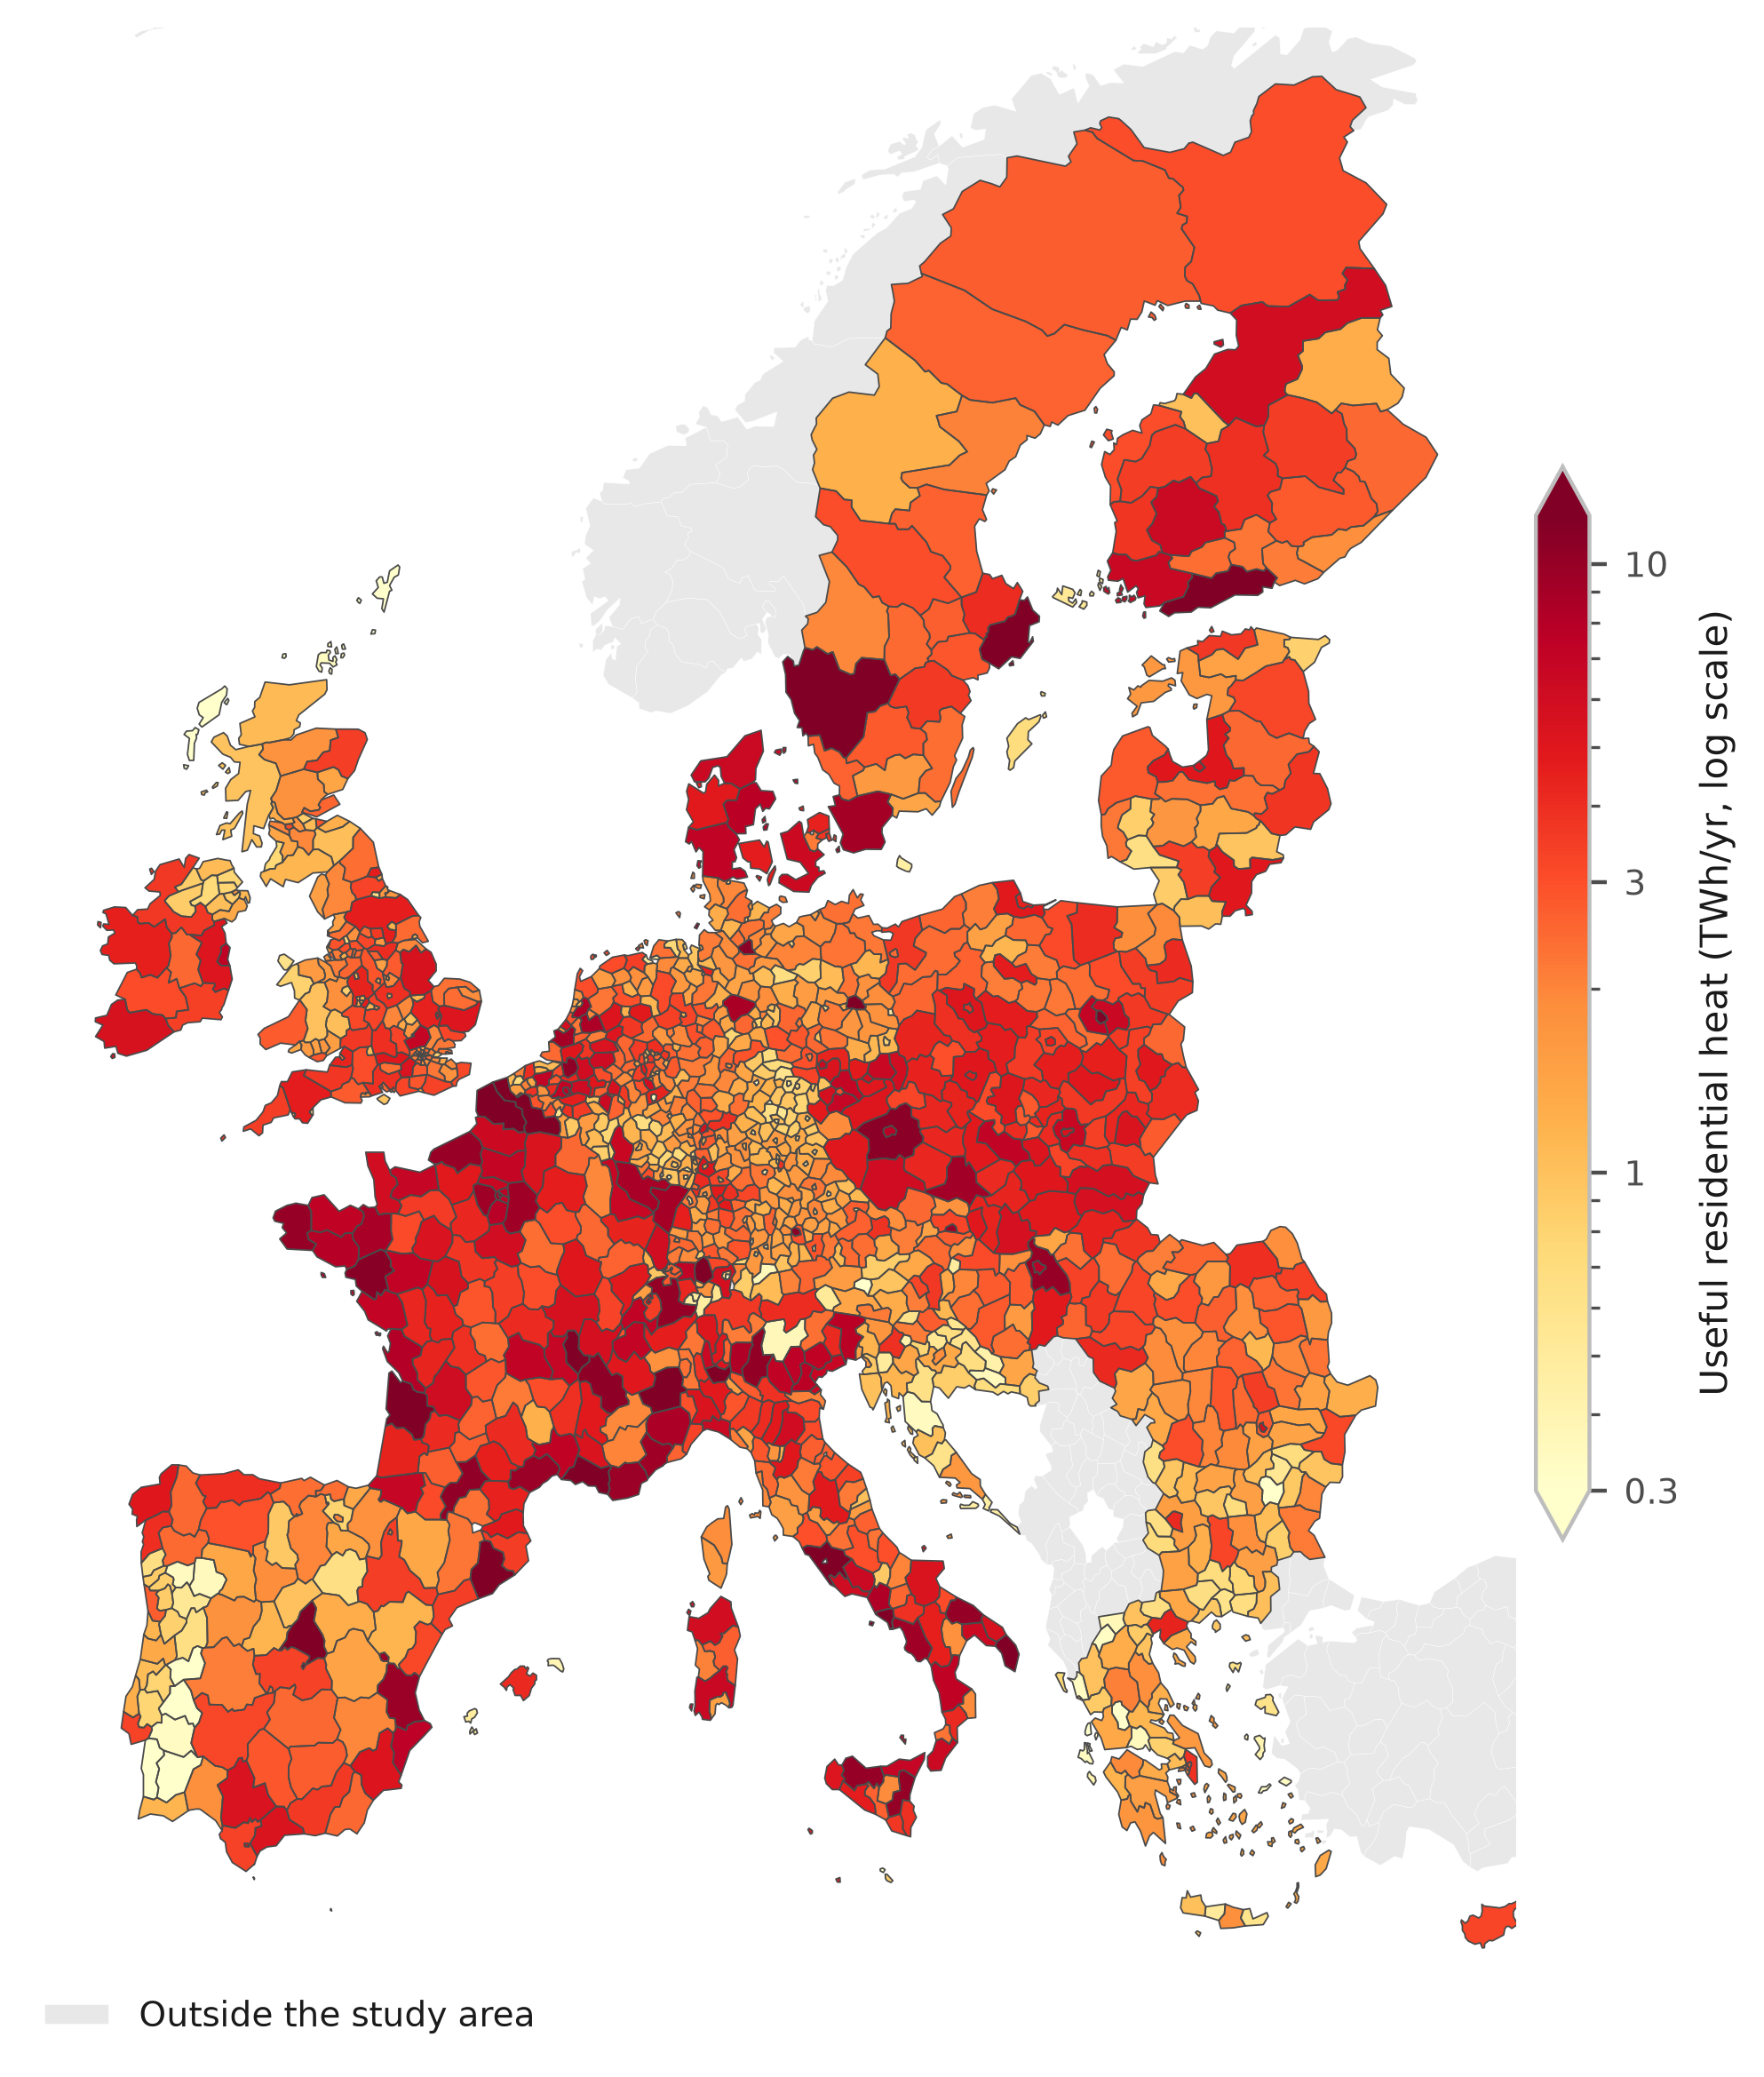 10
3
1
0.3
Useful residential heat (TWh/yr, log scale)
Outside the study area